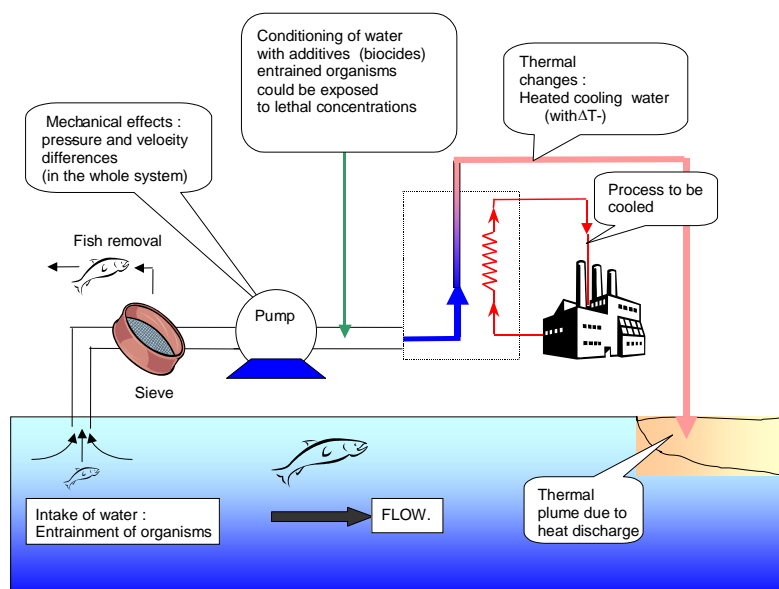 Conditioning of water
with additives (biocides)
entrained organisms
could be exposed
to lethal concentrations
Thermal
changes :
Heated cooling water
(with∆T-)
Mechanical effects :
pressure and veloeity
differences
(in the whole system)
Process to be
cooled
Fish removal
Pump
Sieve
Intake of water :
Entrainment of organisms
FLOW.
Thermal
plume due to
heat discharge